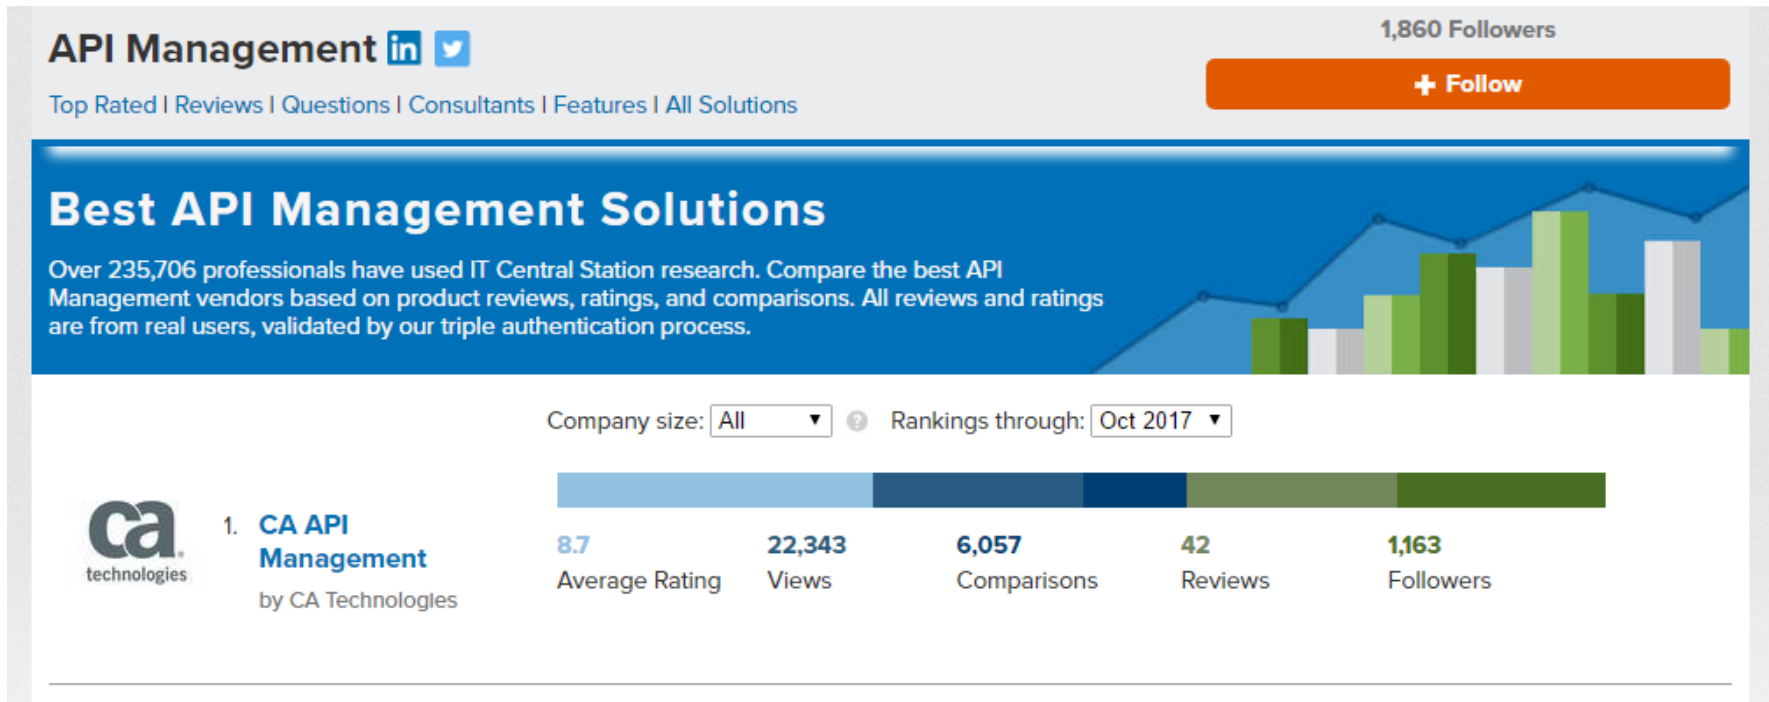 API Management in
1,860 Followers
+ Follow
Top Rated | Reviews | Questions | Consultants | Features | All Solutions
Best API Management Solutions
Over 235,706 professionals have used IT Central Station research. Compare the best API
Management vendors based on product reviews, ratings, and comparisons. All reviews and ratings
are from real users, validated by our triple authentication process.
Company size: All ? Rankings through: Oct 2017
ca
technologies
1. CA API
Management
by CA Technologies
8.7 22,343 6,057 42 1,163
Average Rating Views Comparisons Reviews Followers